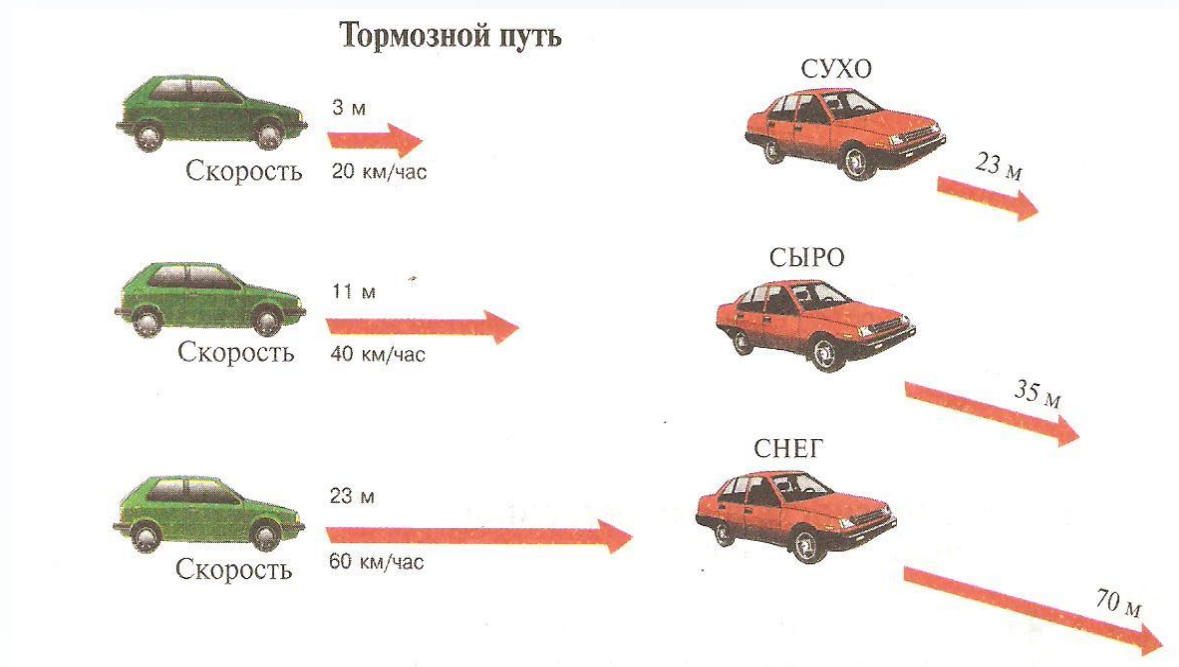 Тормозной путь
3 м
Скорость 20 км/час
11 м
Скорость 40 км/час
23 м
Скорость 60 км/час
СУХО
23 м
СЫРО
35 м
СНЕГ
70 м